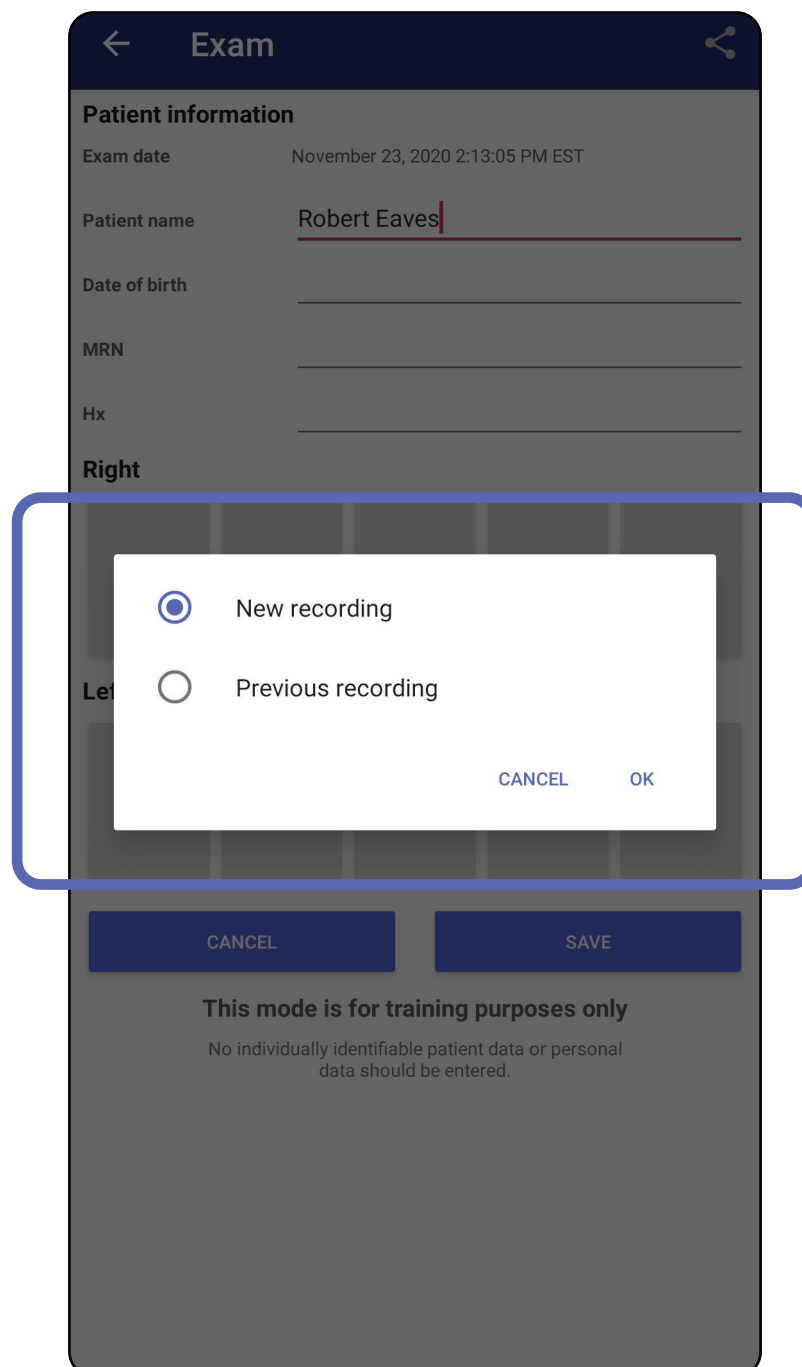 Exam
Patient information
Exam date November 23, 2020 2:13:05 PM EST
Patient name Robert Eaves
Date of birth
MRN
Hx
Right
New recording
Lef
Previous recording
CANCEL OK
CANCEL SAVE
This mode is for training purposes only
No individually identifiable patient data or personal
data should be entered.